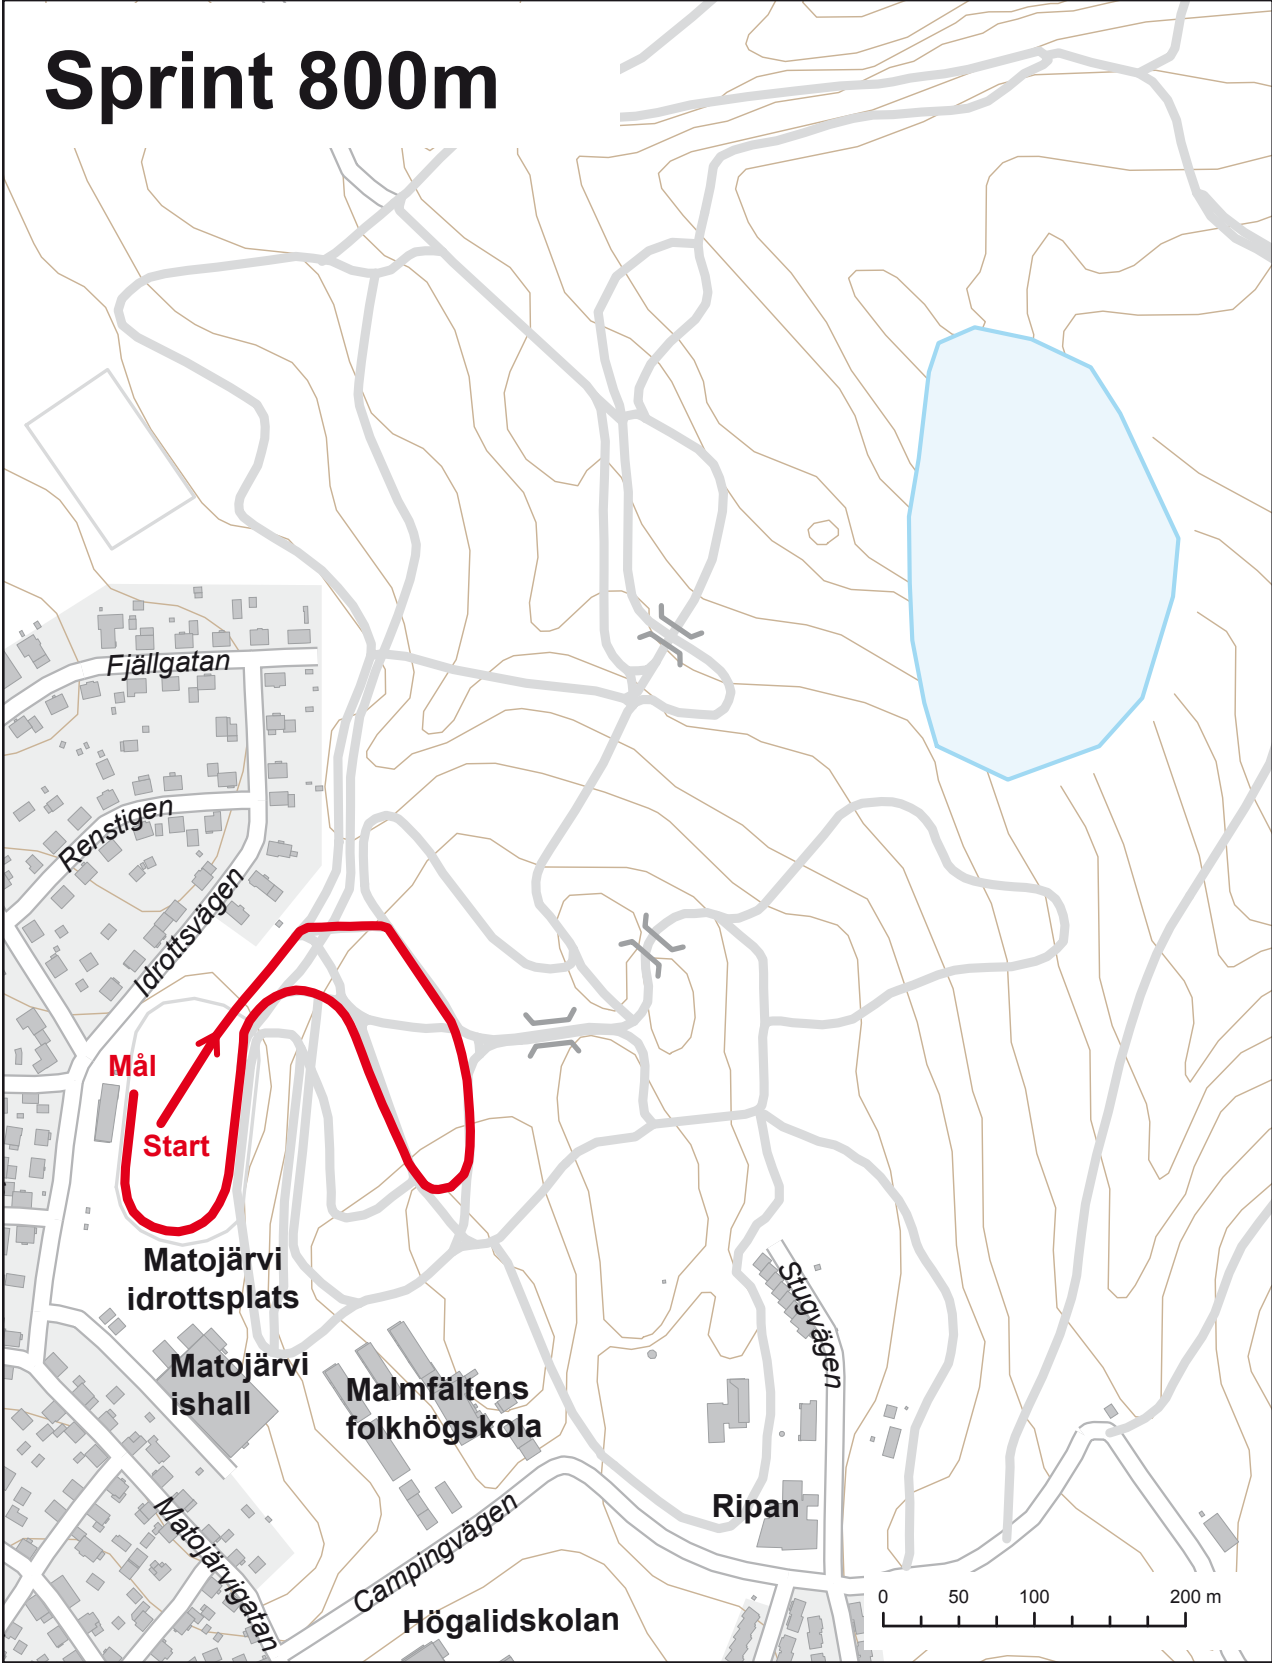 Sprint 800m
Fjällgatan
Renstigen
Idrottsvägen
Mål
Start
Matojärvi
idrottsplats
Stugvägen
Matojärvi
ishall
Malmfältens
folkhögskola
Ripan
Matojärvigatan
Campingvägen
Högalidskolan
0 50 100 200 m